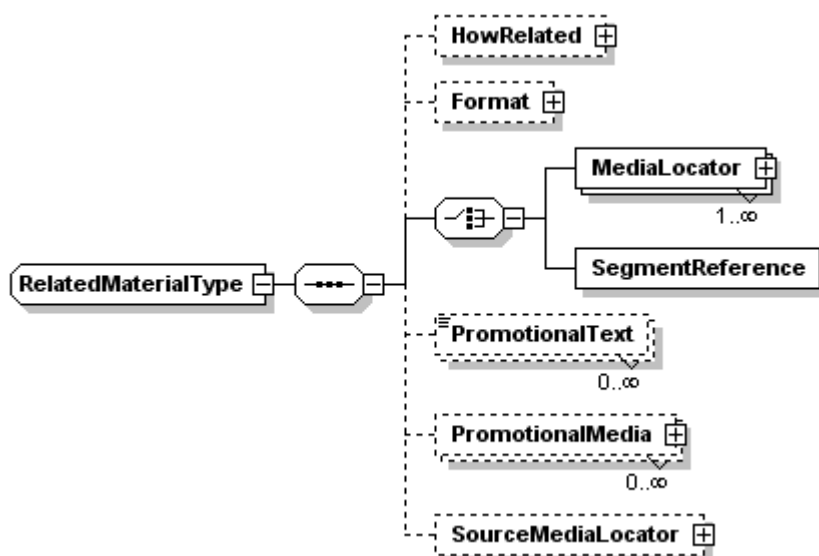 HowRelated
Format
MediaLocator
1..∞
SegmentReference
RelatedMaterialType
PromotionalText
0..∞
PromotionalMedia
0..∞
SourceMediaLocator